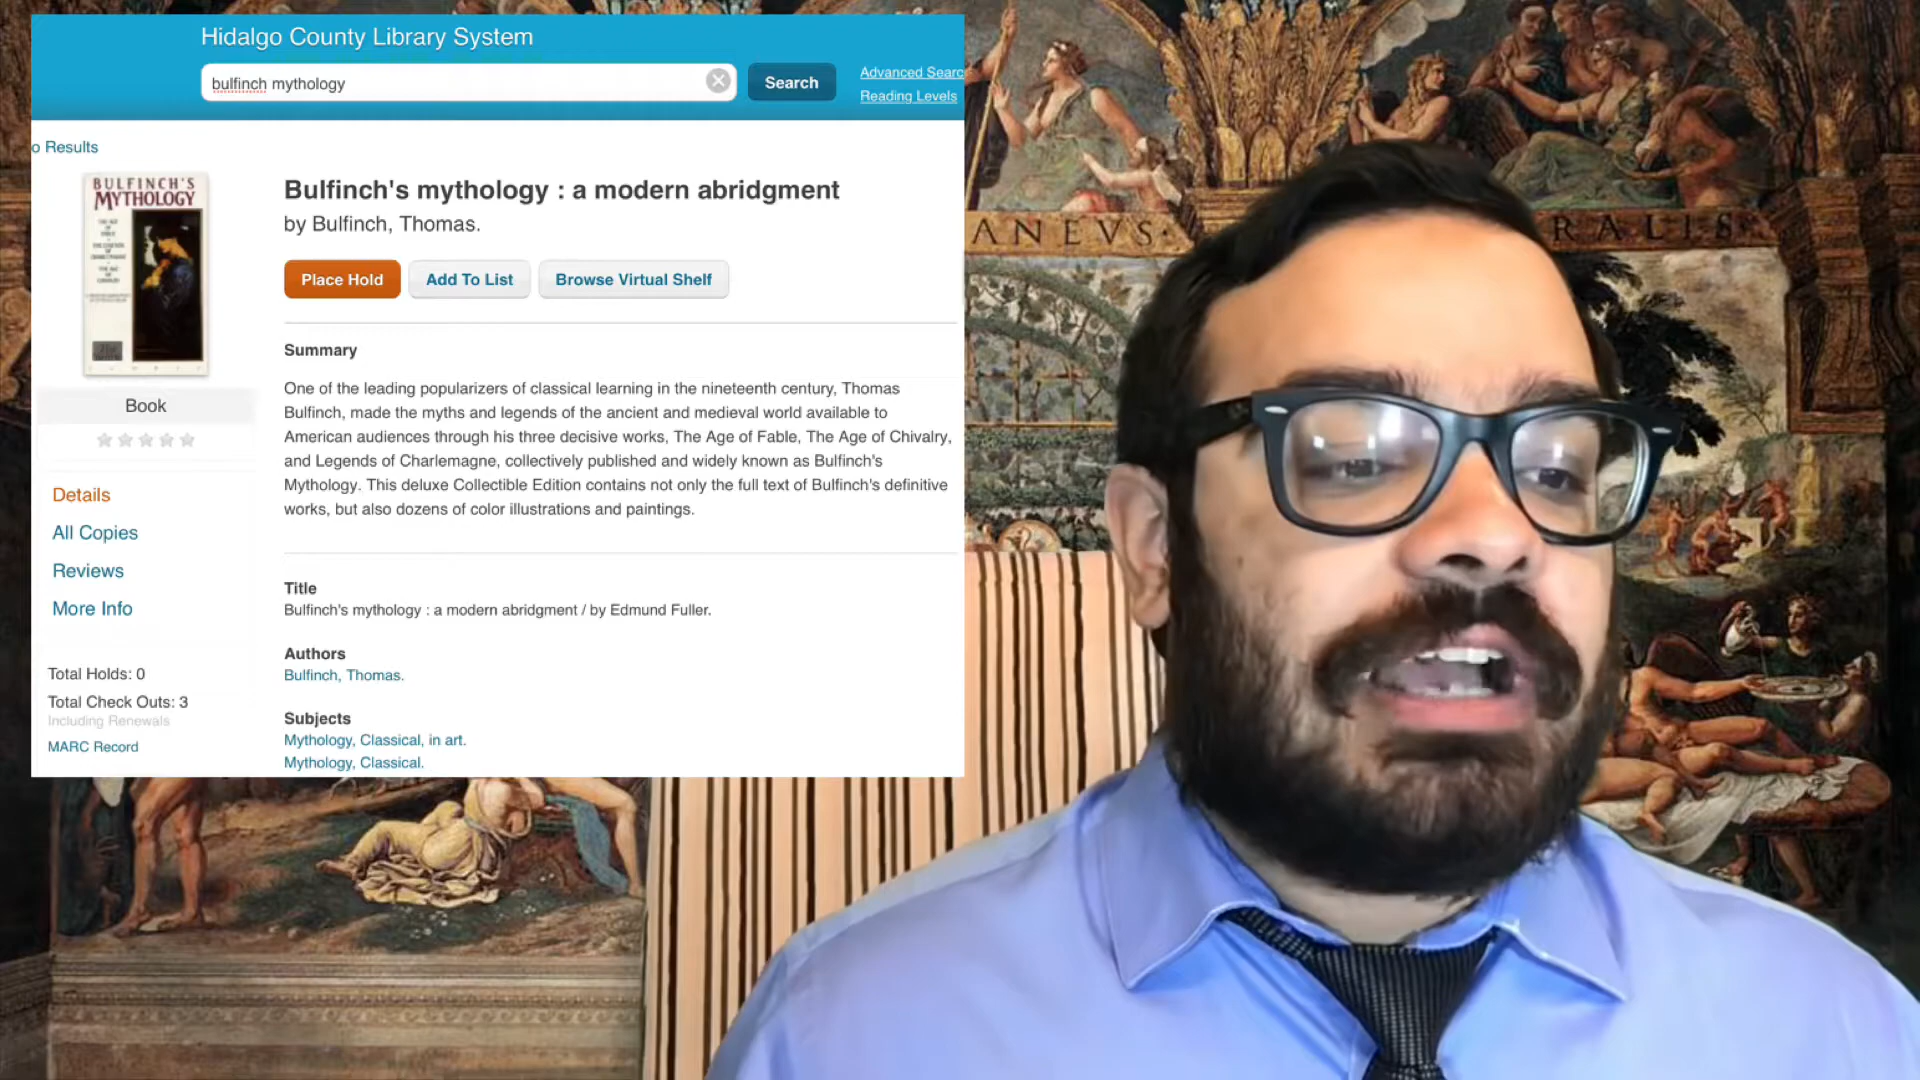 Hidalgo County Library System
bulfinch mythology
Search
Advanced Searc
Reading Levels
o Results
BULFINCH'S
MYTHOLOGY
Bulfinch's mythology : a modern abridgment
by Bulfinch, Thomas.
Place Hold
Add To List
Browse Virtual Shelf
Book
Details
All Copies
Reviews
More Info
Total Holds: 0
Total Check Outs: 3
Including Renewals
MARC Record
Summary
One of the leading popularizers of classical learning in the nineteenth century, Thomas
Bulfinch, made the myths and legends of the ancient and medieval world available to
American audiences through his three decisive works, The Age of Fable, The Age of Chivalry,
and Legends of Charlemagne, collectively published and widely known as Bulfinch's
Mythology. This deluxe Collectible Edition contains not only the full text of Bulfinch's definitive
works, but also dozens of color illustrations and paintings.
Title
Bulfinch's mythology : a modern abridgment / by Edmund Fuller.
Authors
Bulfinch, Thomas.
Subjects
Mythology, Classical, in art.
Mythology, Classical.
ANEVS·
RALIS